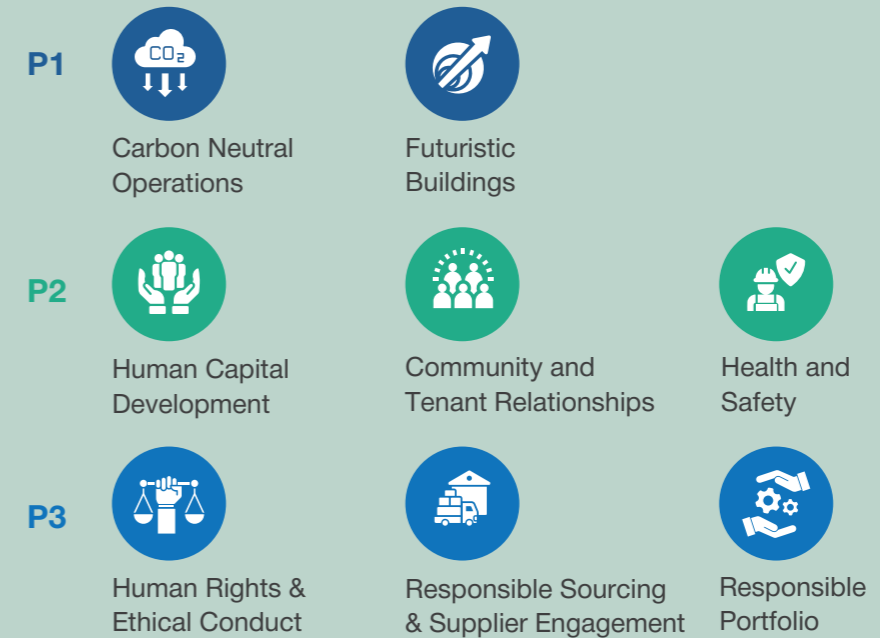 P1
CO₂
Carbon Neutral
Operations
Futuristic
Buildings
P2
Human Capital
Development
Community and
Tenant Relationships
Health and
Safety
P3
Human Rights &
Ethical Conduct
Responsible Sourcing
& Supplier Engagement
Responsible
Portfolio